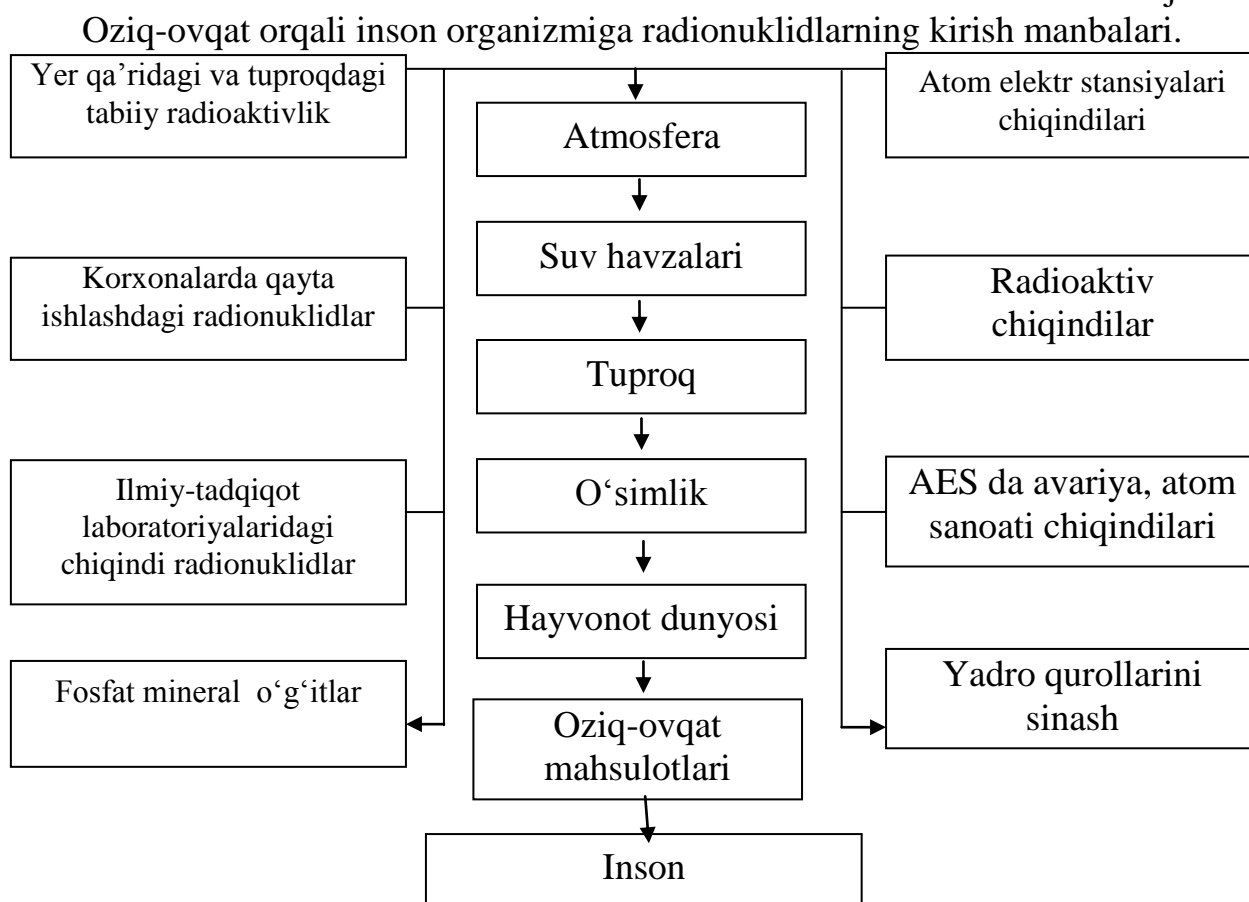 Oziq-ovqat orqali inson organizmiga radionuklidlarning kirish manbalari.
Yer qa’ridagi va tuproqdagi
tabiiy radioaktivlik
Atmosfera
Atom elektr stansiyalari
chiqindilari
Korxonalarda qayta
ishlashdagi radionuklidlar
Suv havzalari
Radioaktiv
chiqindilar
Tuproq
Ilmiy-tadqiqot
laboratoriyalaridagi
chiqindi radionuklidlar
O‘simlik
AES da avariya, atom
sanoati chiqindilari
Hayvonot dunyosi
Fosfat mineral o‘g‘itlar
Yadro qurollarini
sinash
Oziq-ovqat
mahsulotlari
Inson